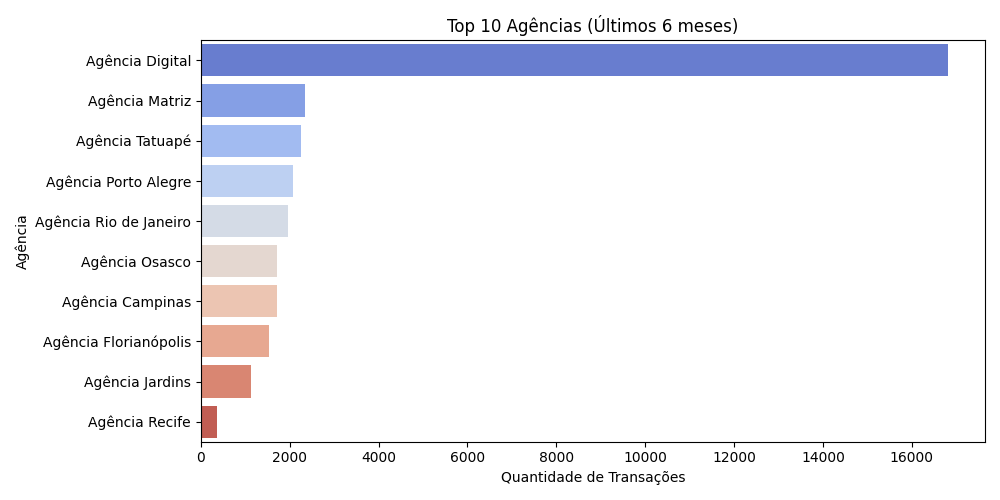 Top 10 Agências (Últimos 6 meses)
Agência
Agência Digital
Agência Matriz
Agência Tatuapé
Agência Porto Alegre
Agência Rio de Janeiro
Agência Osasco
Agência Campinas
Agência Florianópolis
Agência Jardins
Agência Recife
0 2000 4000 6000 8000 10000 12000 14000 16000
Quantidade de Transações